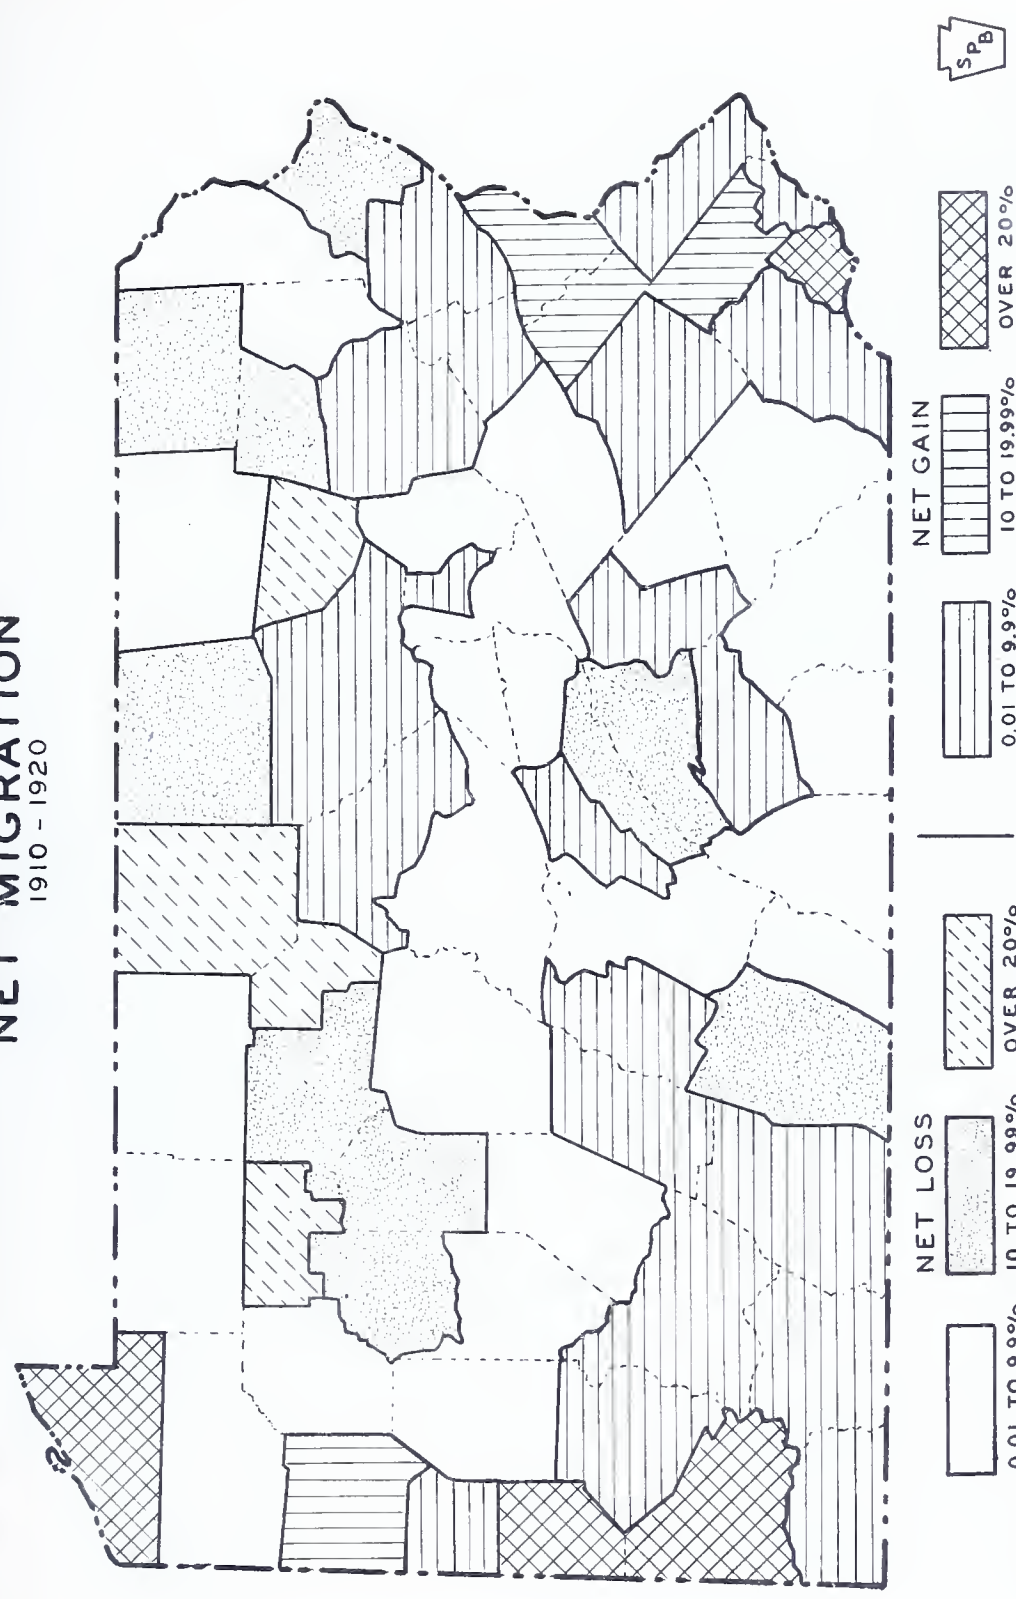 NET MIGRATION
1910 - 1920
NET LOSS
0.01 TO 9.9%
10 TO 19.99%
OVER 20%
NET GAIN
0.01 TO 9.9%
10 TO 19.99%
OVER 20%
SPB